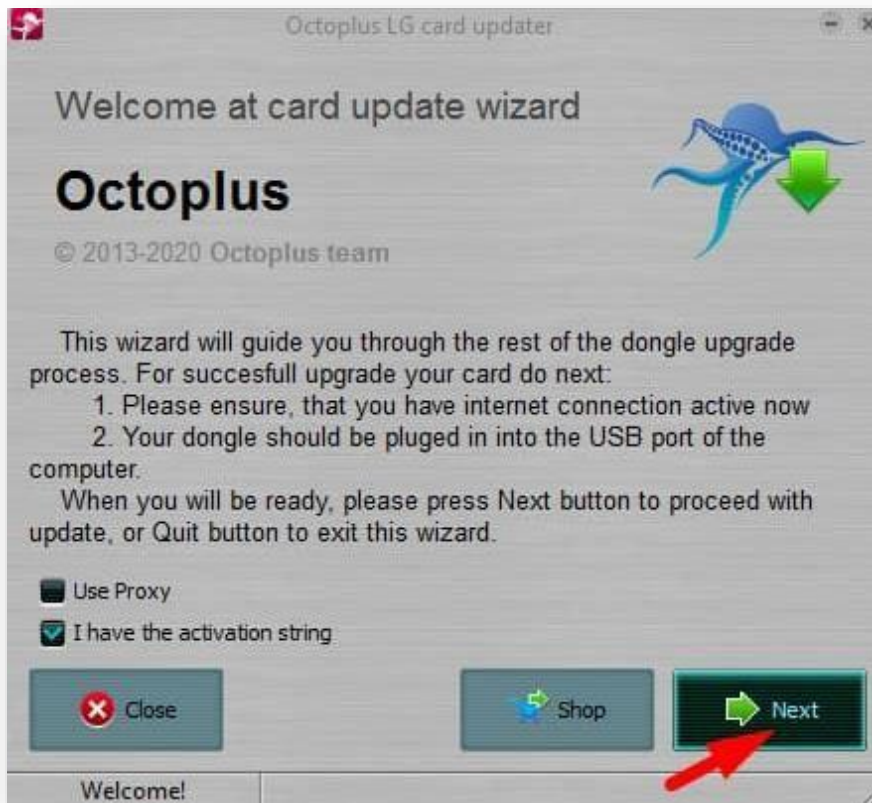 Octoplus LG card updater
Welcome at card update wizard
Octoplus
© 2013-2020 Octoplus team
This wizard will guide you through the rest of the dongle upgrade
process. For succesfull upgrade your card do next:
1. Please ensure, that you have internet connection active now
2. Your dongle should be pluged in into the USB port of the
computer.
When you will be ready, please press Next button to proceed with
update, or Quit button to exit this wizard.
Use Proxy
I have the activation string
Close
Shop
Next
Welcome!